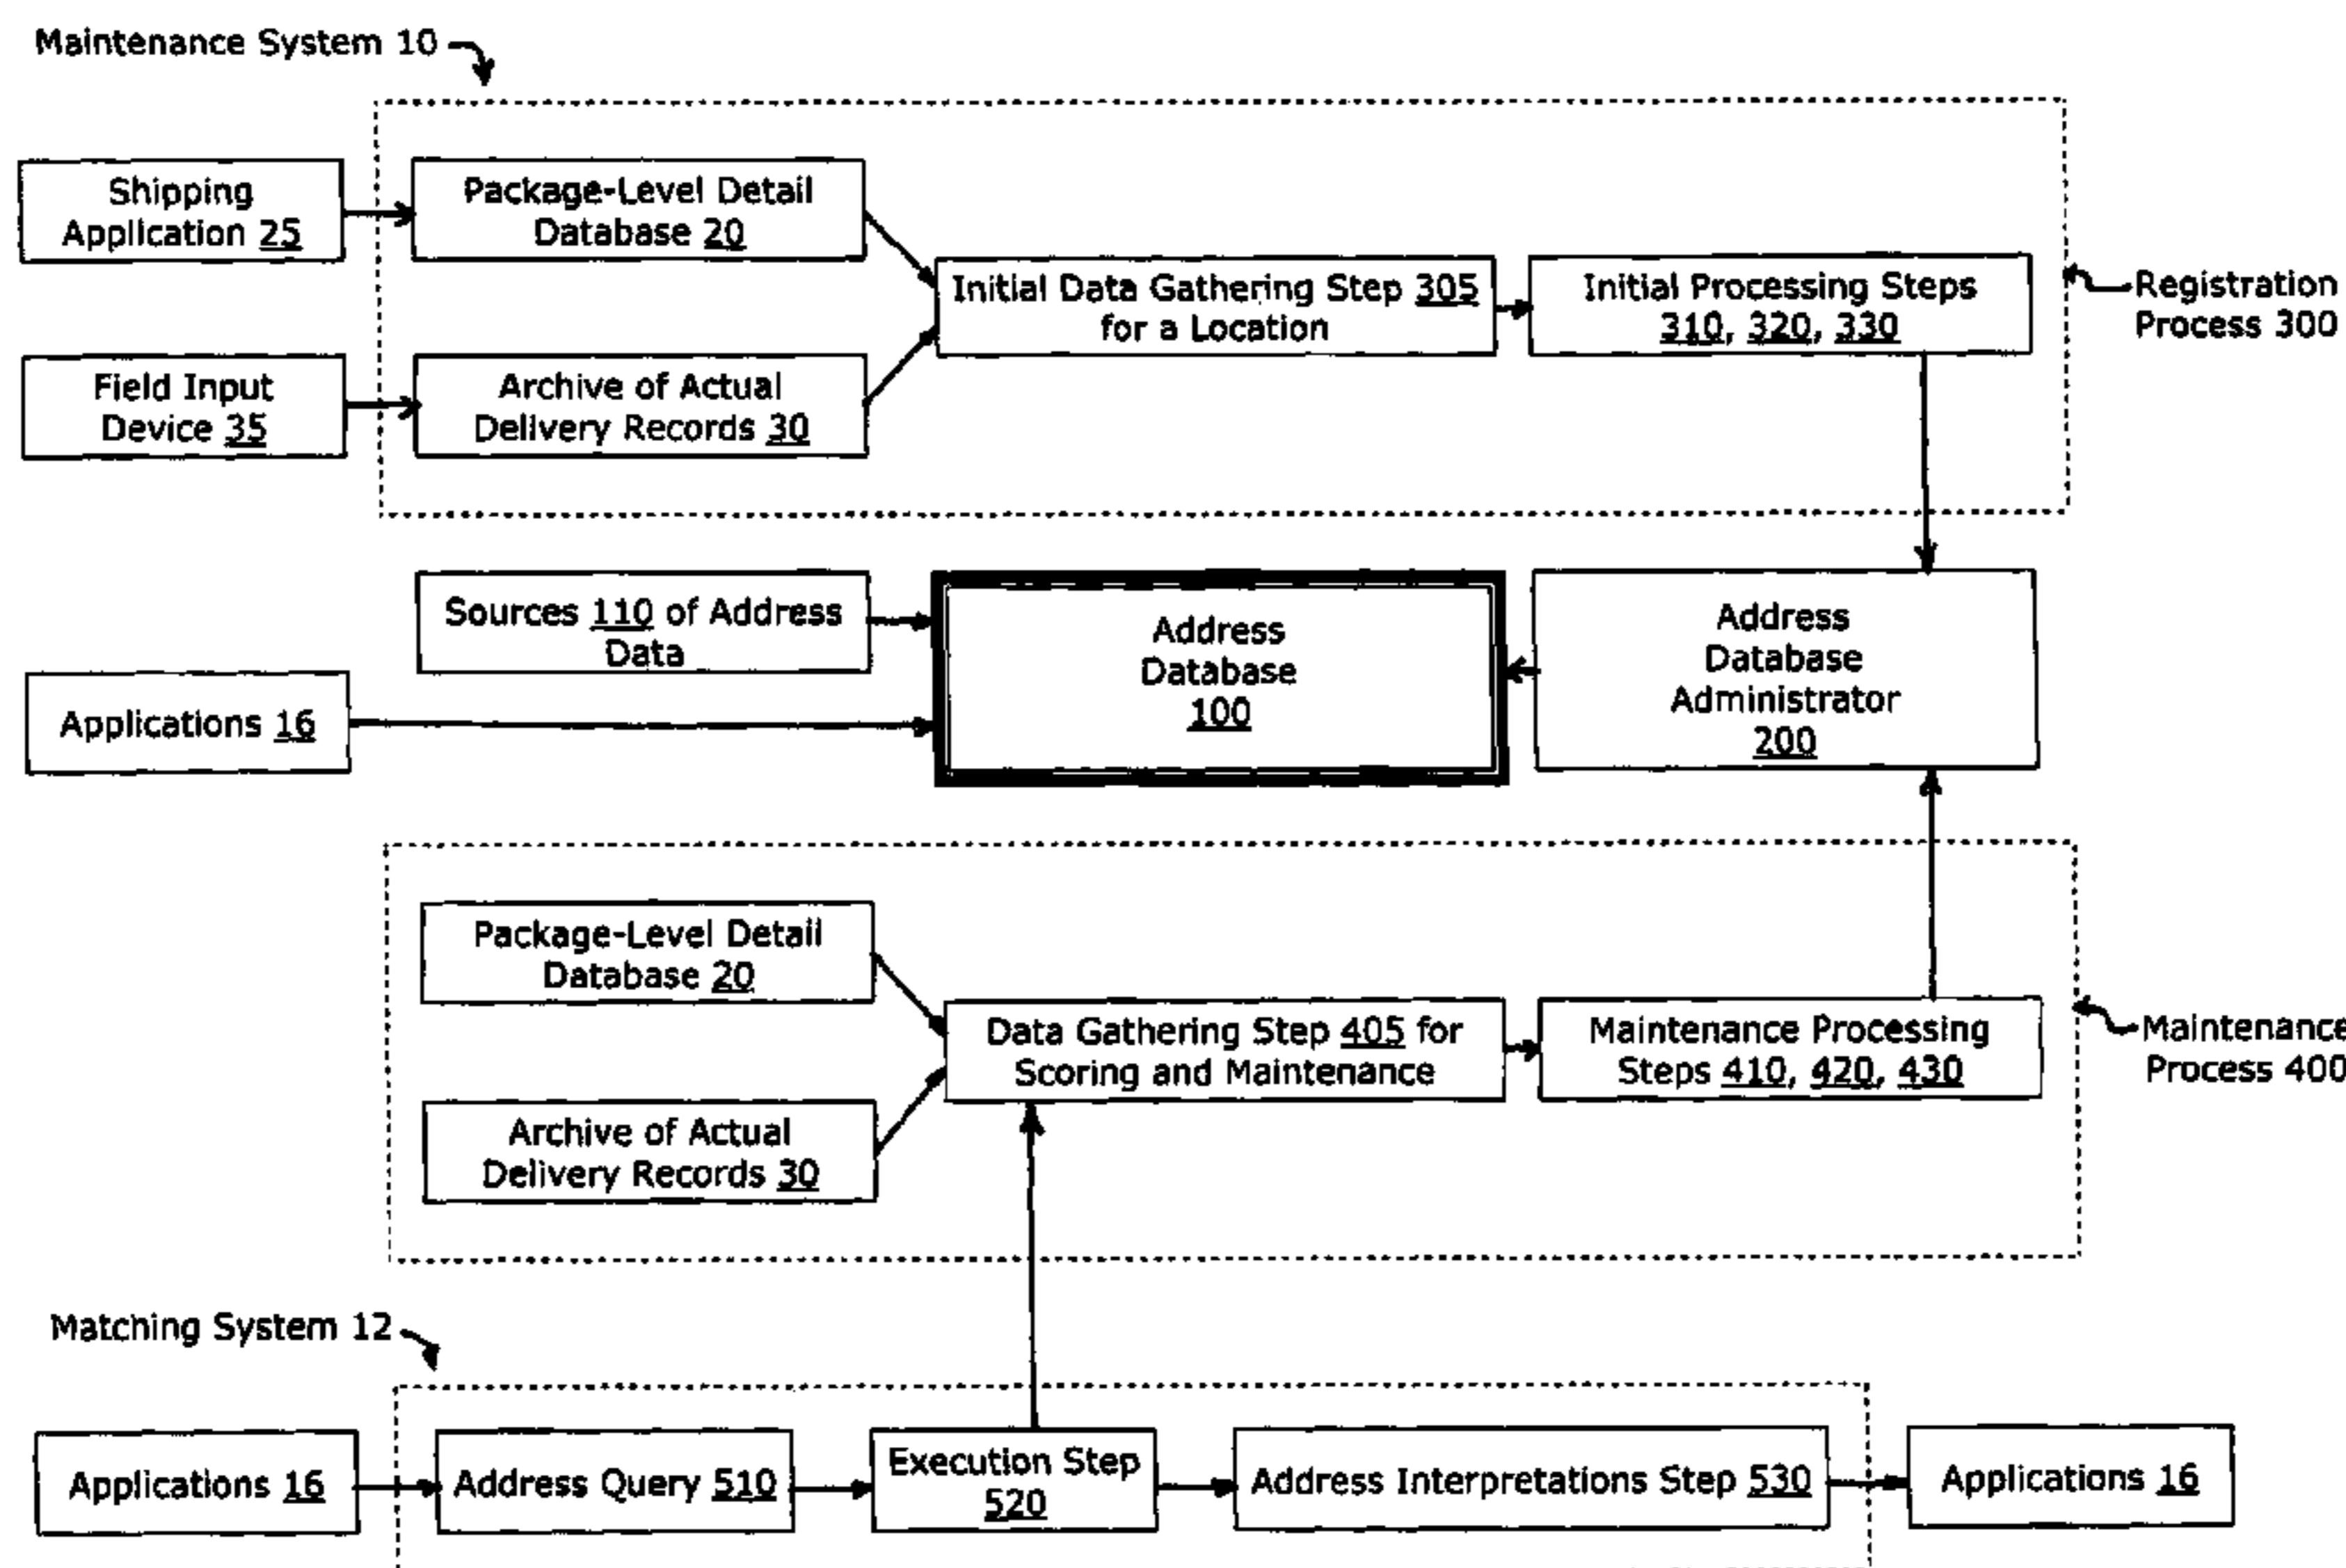 Maintenance System 10
Shipping
Application 25
Package-Level Detail
Database 20
Initial Data Gathering Step 305
for a Location
Initial Processing Steps
310, 320, 330
Registration
Process 300
Field Input
Device 35
Archive of Actual
Delivery Records 30
Sources 110 of Address
Data
Address
Database
100
Address
Database
Administrator
200
Applications 16
Package-Level Detail
Database 20
Data Gathering Step 405 for
Scoring and Maintenance
Maintenance Processing
Steps 410, 420, 430
Maintenance
Process 400
Archive of Actual
Delivery Records 30
Matching System 12
Applications 16
Address Query 510
Execution Step
520
Address Interpretations Step 530
Applications 16